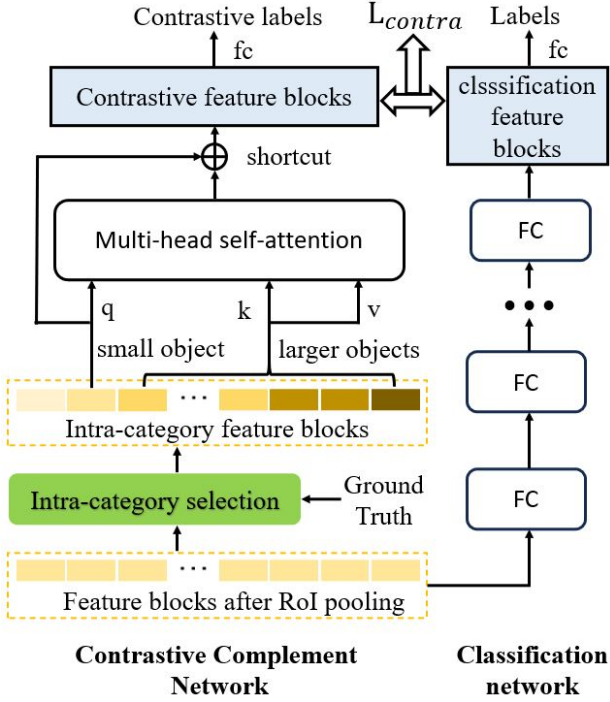 Contrastive labels
L_contra
Labels
fc
fc
Contrastive feature blocks
clsssification
feature
blocks
shortcut
Multi-head self-attention
FC
q
k
v
small object
larger objects
• • •
FC
Intra-category feature blocks
Intra-category selection
Ground
Truth
FC
Feature blocks after RoI pooling
Contrastive Complement
Network
Classification
network